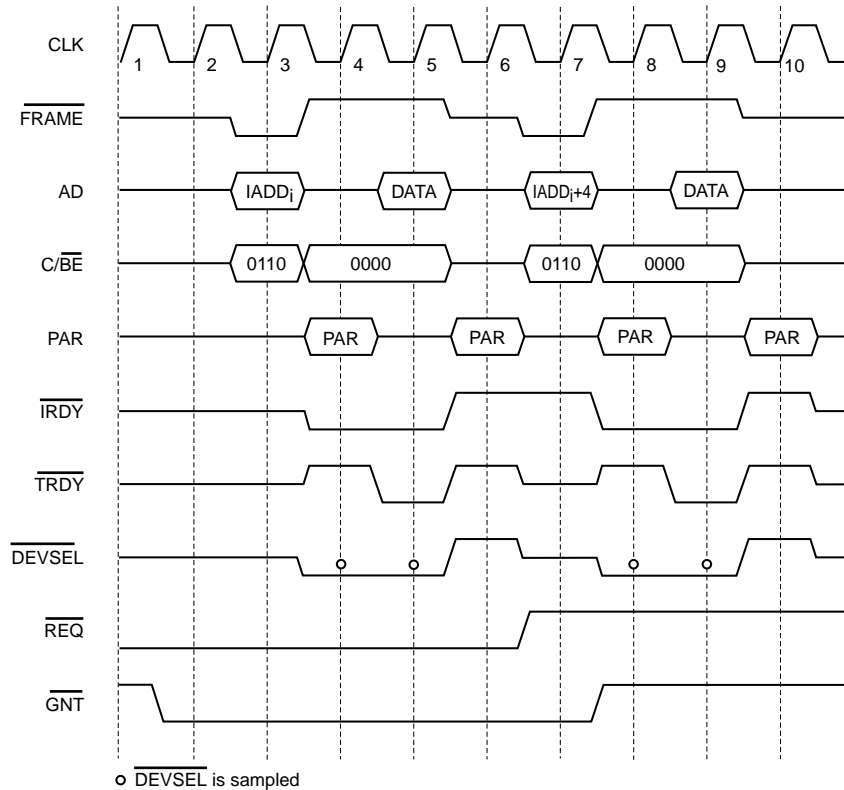 CLK
1 2 3 4 5 6 7 8 9 10
FRAME
AD IADDi DATA IADDi+4 DATA
C/BE 0110 0000 0110 0000
PAR PAR PAR PAR PAR
IRDY
TRDY
DEVSEL
REQ
GNT
DEVSEL is sampled